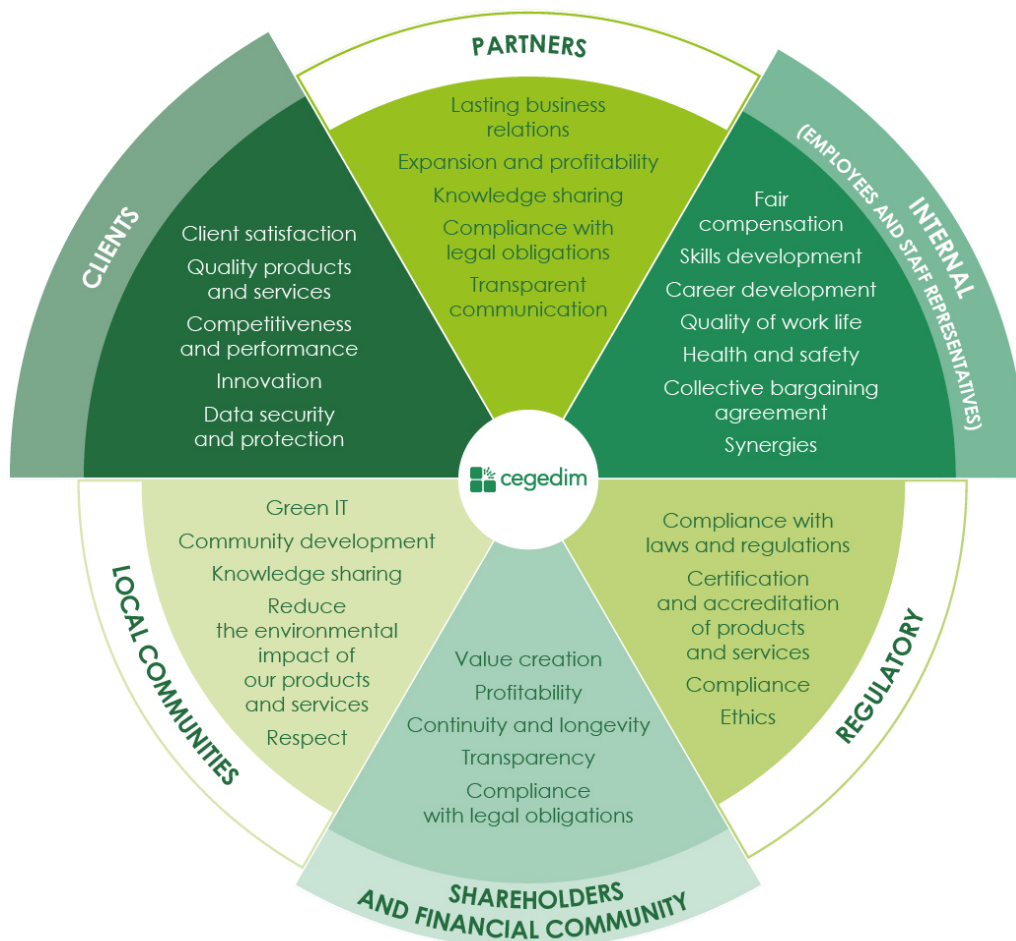 PARTNERS
Lasting business
relations
Expansion and profitability
Knowledge sharing
Compliance with
legal obligations
Transparent
communication
INTERNAL
(EMPLOYEES AND STAFF REPRESENTATIVES)
Fair
compensation
Skills development
Career development
Quality of work life
Health and safety
Collective bargaining
agreement
Synergies
CLIENTS
Client satisfaction
Quality products
and services
Competitiveness
and performance
Innovation
Data security
and protection
cegedim
LOCAL COMMUNITIES
Green IT
Community development
Knowledge sharing
Reduce
the environmental
impact of
our products
and services
Respect
Value creation
Profitability
Continuity and longevity
Transparency
Compliance
with legal obligations
SHAREHOLDERS
AND FINANCIAL COMMUNITY
Compliance with
laws and regulations
Certification
and accreditation
of products
and services
Compliance
Ethics
REGULATORY